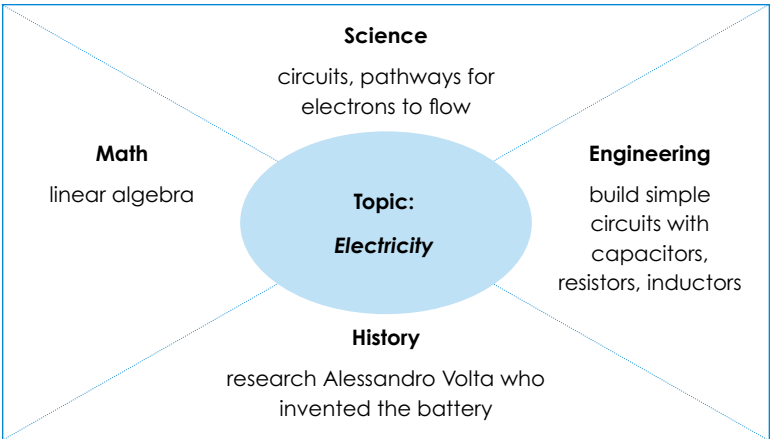 Science
circuits, pathways for
electrons to flow
Math
linear algebra
Topic:
Electricity
Engineering
build simple
circuits with
capacitors,
resistors, inductors
History
research Alessandro Volta who
invented the battery